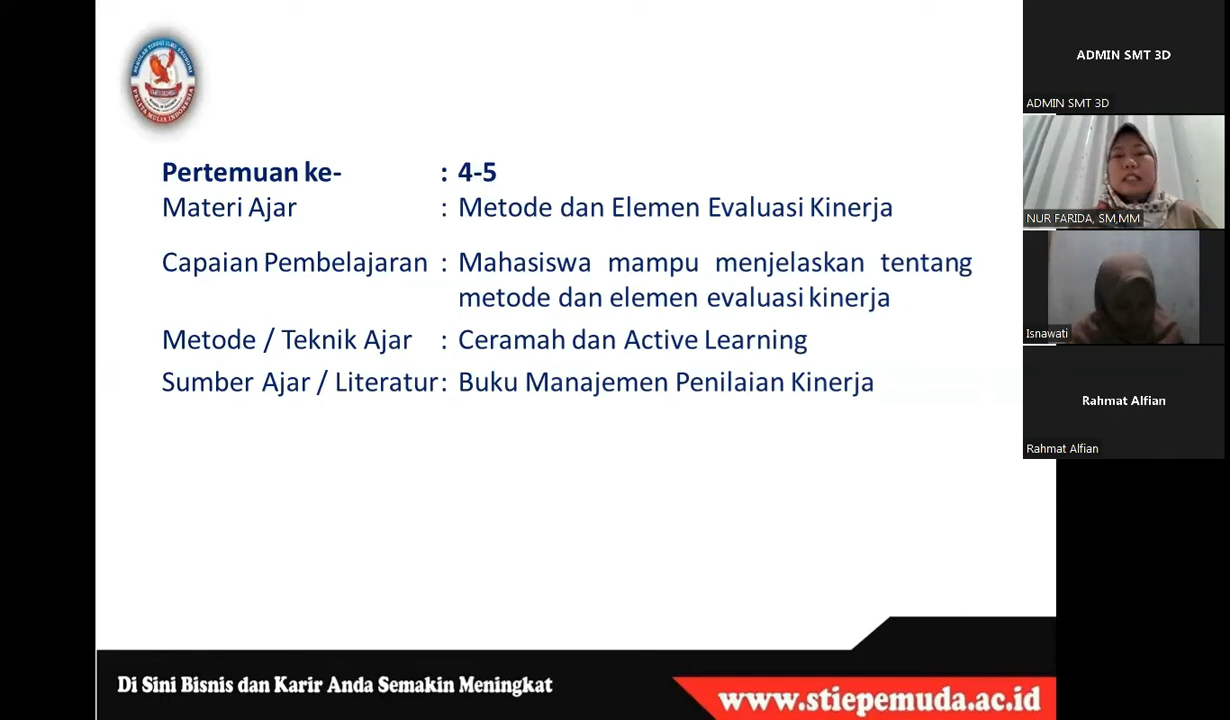 Pertemuan ke- : 4-5
Materi Ajar : Metode dan Elemen Evaluasi Kinerja
Capaian Pembelajaran : Mahasiswa mampu menjelaskan tentang
metode dan elemen evaluasi kinerja
Metode / Teknik Ajar : Ceramah dan Active Learning
Sumber Ajar / Literatur : Buku Manajemen Penilaian Kinerja
Di Sini Bisnis dan Karir Anda Semakin Meningkat
www.stiepemuda.ac.id
ADMIN SMT 3D
ADMIN SMT 3D
NUR FARIDA, SM,MM
Isnawati
Rahmat Alfian
Rahmat Alfian